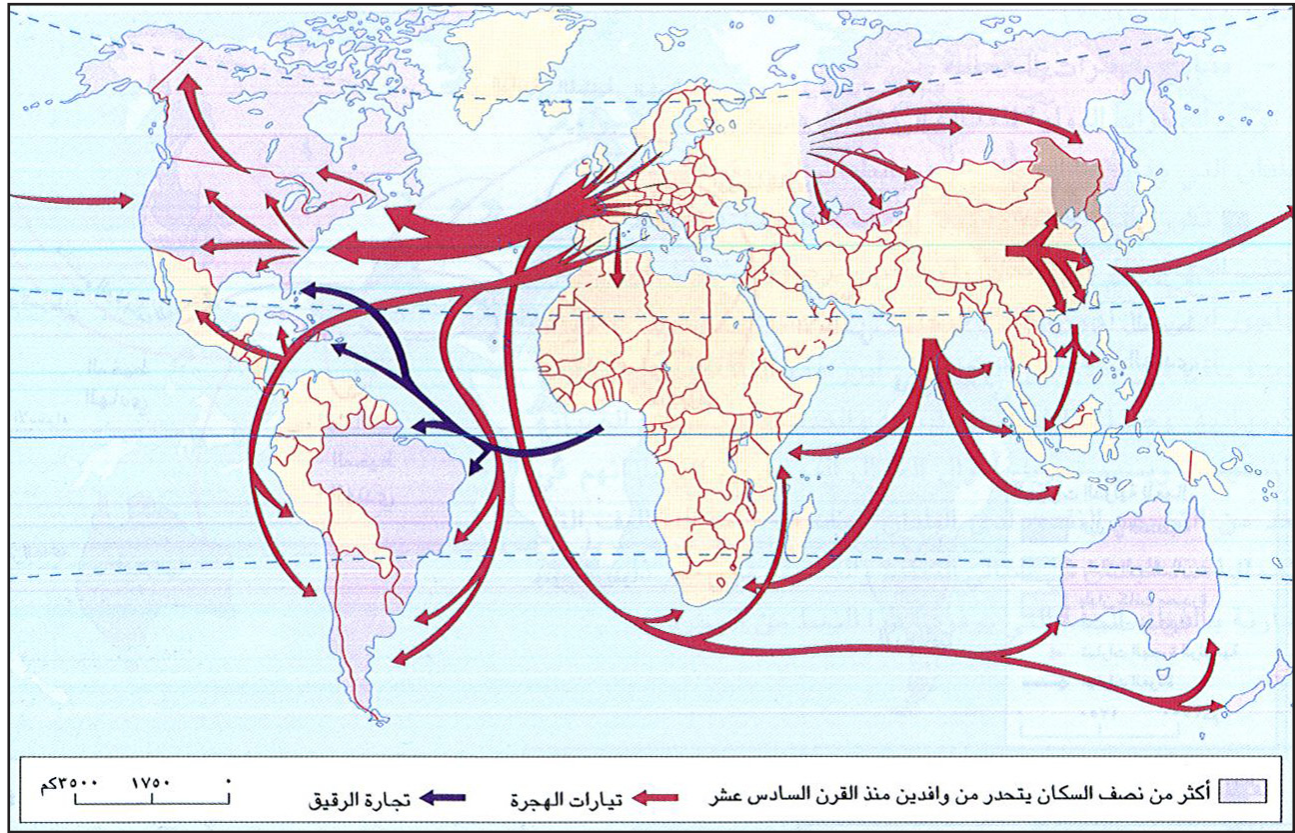 أكثر من نصف السكان يتحدر من وافدين منذ القرن السادس عشر
تيارات الهجرة
تجارة الرقيق
٠ ١٧٥٠ ٣٥٠٠كم